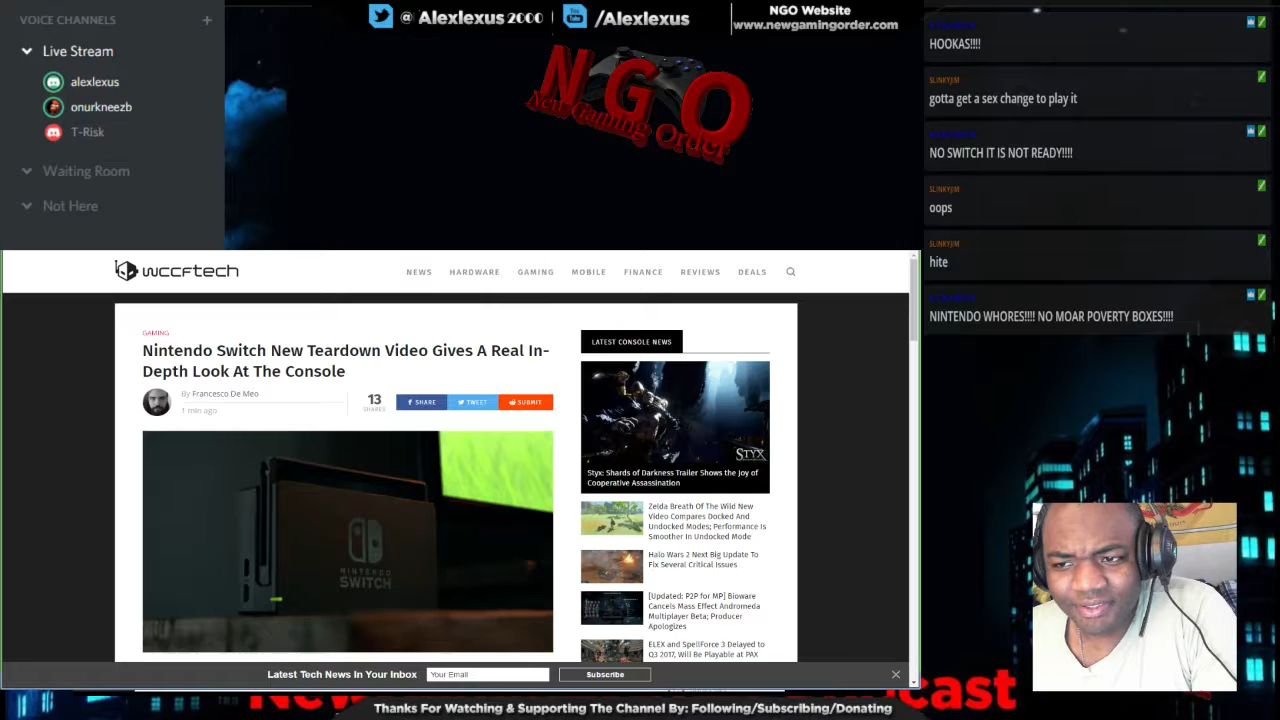 VOICE CHANNELS
Live Stream
alexlexus
onurkneezb
T-Risk
Waiting Room
Not Here
@ Alexlexus 2000
/Alexlexus
NGO Website
www.newgamingorder.com
NGO
New Gaming Order
HOOKAS!!!!
SLINKYJIM
gotta get a sex change to play it
NO SWITCH IT IS NOT READY!!!!
SLINKYJIM
oops
SLINKYJIM
hite
NINTENDO WHORES!!!! NO MOAR POVERTY BOXES!!!!
wccftech
NEWS HARDWARE GAMING MOBILE FINANCE REVIEWS DEALS
GAMING
Nintendo Switch New Teardown Video Gives A Real In-
Depth Look At The Console
By Francesco De Meo
1 min ago
13
SHARES
SHARE
TWEET
SUBMIT
NINTENDO
SWITCH
LATEST CONSOLE NEWS
STYX
Styx: Shards of Darkness Trailer Shows the Joy of
Cooperative Assassination
Zelda Breath Of The Wild New
Video Compares Docked And
Undocked Modes; Performance Is
Smoother In Undocked Mode
Halo Wars 2 Next Big Update To
Fix Several Critical Issues
[Updated: P2P for MP] Bioware
Cancels Mass Effect Andromeda
Multiplayer Beta; Producer
Apologizes
ELEX and SpellForce 3 Delayed to
Q3 2017, Will Be Playable at PAX
Latest Tech News In Your Inbox
Your Email
Subscribe
Thanks For Watching & Supporting The Channel By: Following/Subscribing/Donating